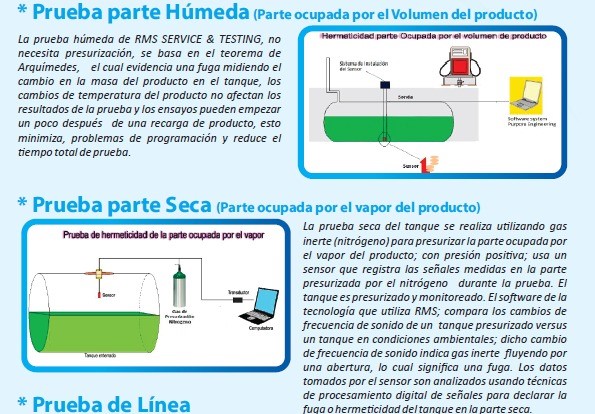 * Prueba parte Húmeda (Parte ocupada por el Volumen del producto)
La prueba húmeda de RMS SERVICE & TESTING, no
necesita presurización, se basa en el teorema de
Arquímedes, el cual evidencia una fuga midiendo el
cambio en la masa del producto en el tanque, los
cambios de temperatura del producto no afectan los
resultados de la prueba y los ensayos pueden empezar
un poco después de una recarga de producto, esto
minimiza, problemas de programación y reduce el
tiempo total de prueba.
Hermeticidad parte Ocupada por el volumen de producto
Sistema de Instalación
del Sensor
Sonda
Software system
Purpose Engineering
Sensor
* Prueba parte Seca (Parte ocupada por el vapor del producto)
Prueba de hermeticidad de la parte ocupada por el vapor
Sensor
Gas de
Presurización
Nitrogeno
Transductor
Computadora
Tanque enterrado
La prueba seca del tanque se realiza utilizando gas
inerte (nitrógeno) para presurizar la parte ocupada por
el vapor del producto; con presión positiva; usa un
sensor que registra las señales medidas en la parte
presurizada por el nitrógeno durante la prueba. El
tanque es presurizado y monitoreado. El software de la
tecnología que utiliza RMS; compara los cambios de
frecuencia de sonido de un tanque presurizado versus
un tanque en condiciones ambientales; dicho cambio
de frecuencia de sonido indica gas inerte fluyendo por
una abertura, lo cual significa una fuga. Los datos
tomados por el sensor son analizados usando técnicas
de procesamiento digital de señales para declarar la
fuga o hermeticidad del tanque en la parte seca.
* Prueba de Línea